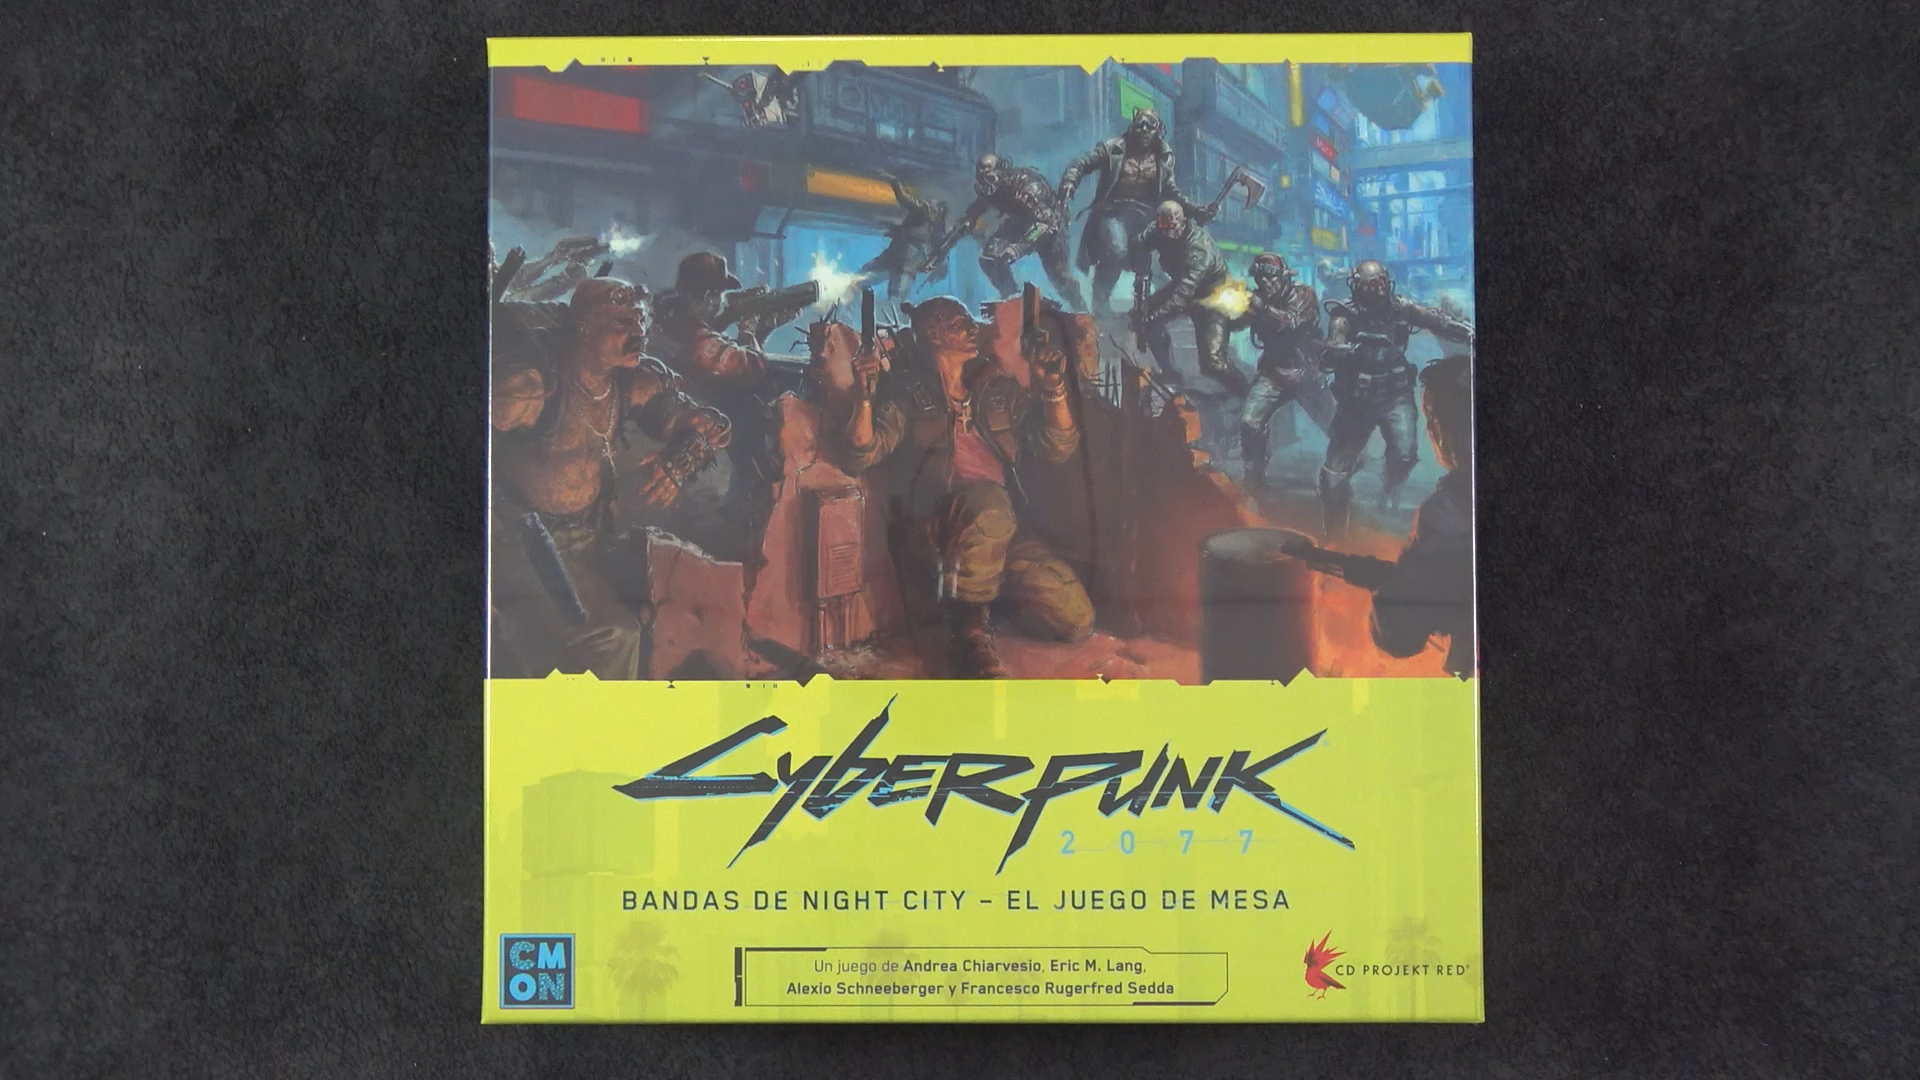 CYBERPUNK
2077
BANDAS DE NIGHT CITY – EL JUEGO DE MESA
CMON
Un juego de Andrea Chiarvesio, Eric M. Lang,
Alexio Schneeberger y Francesco Rugerfred Sedda
CD PROJEKT RED®